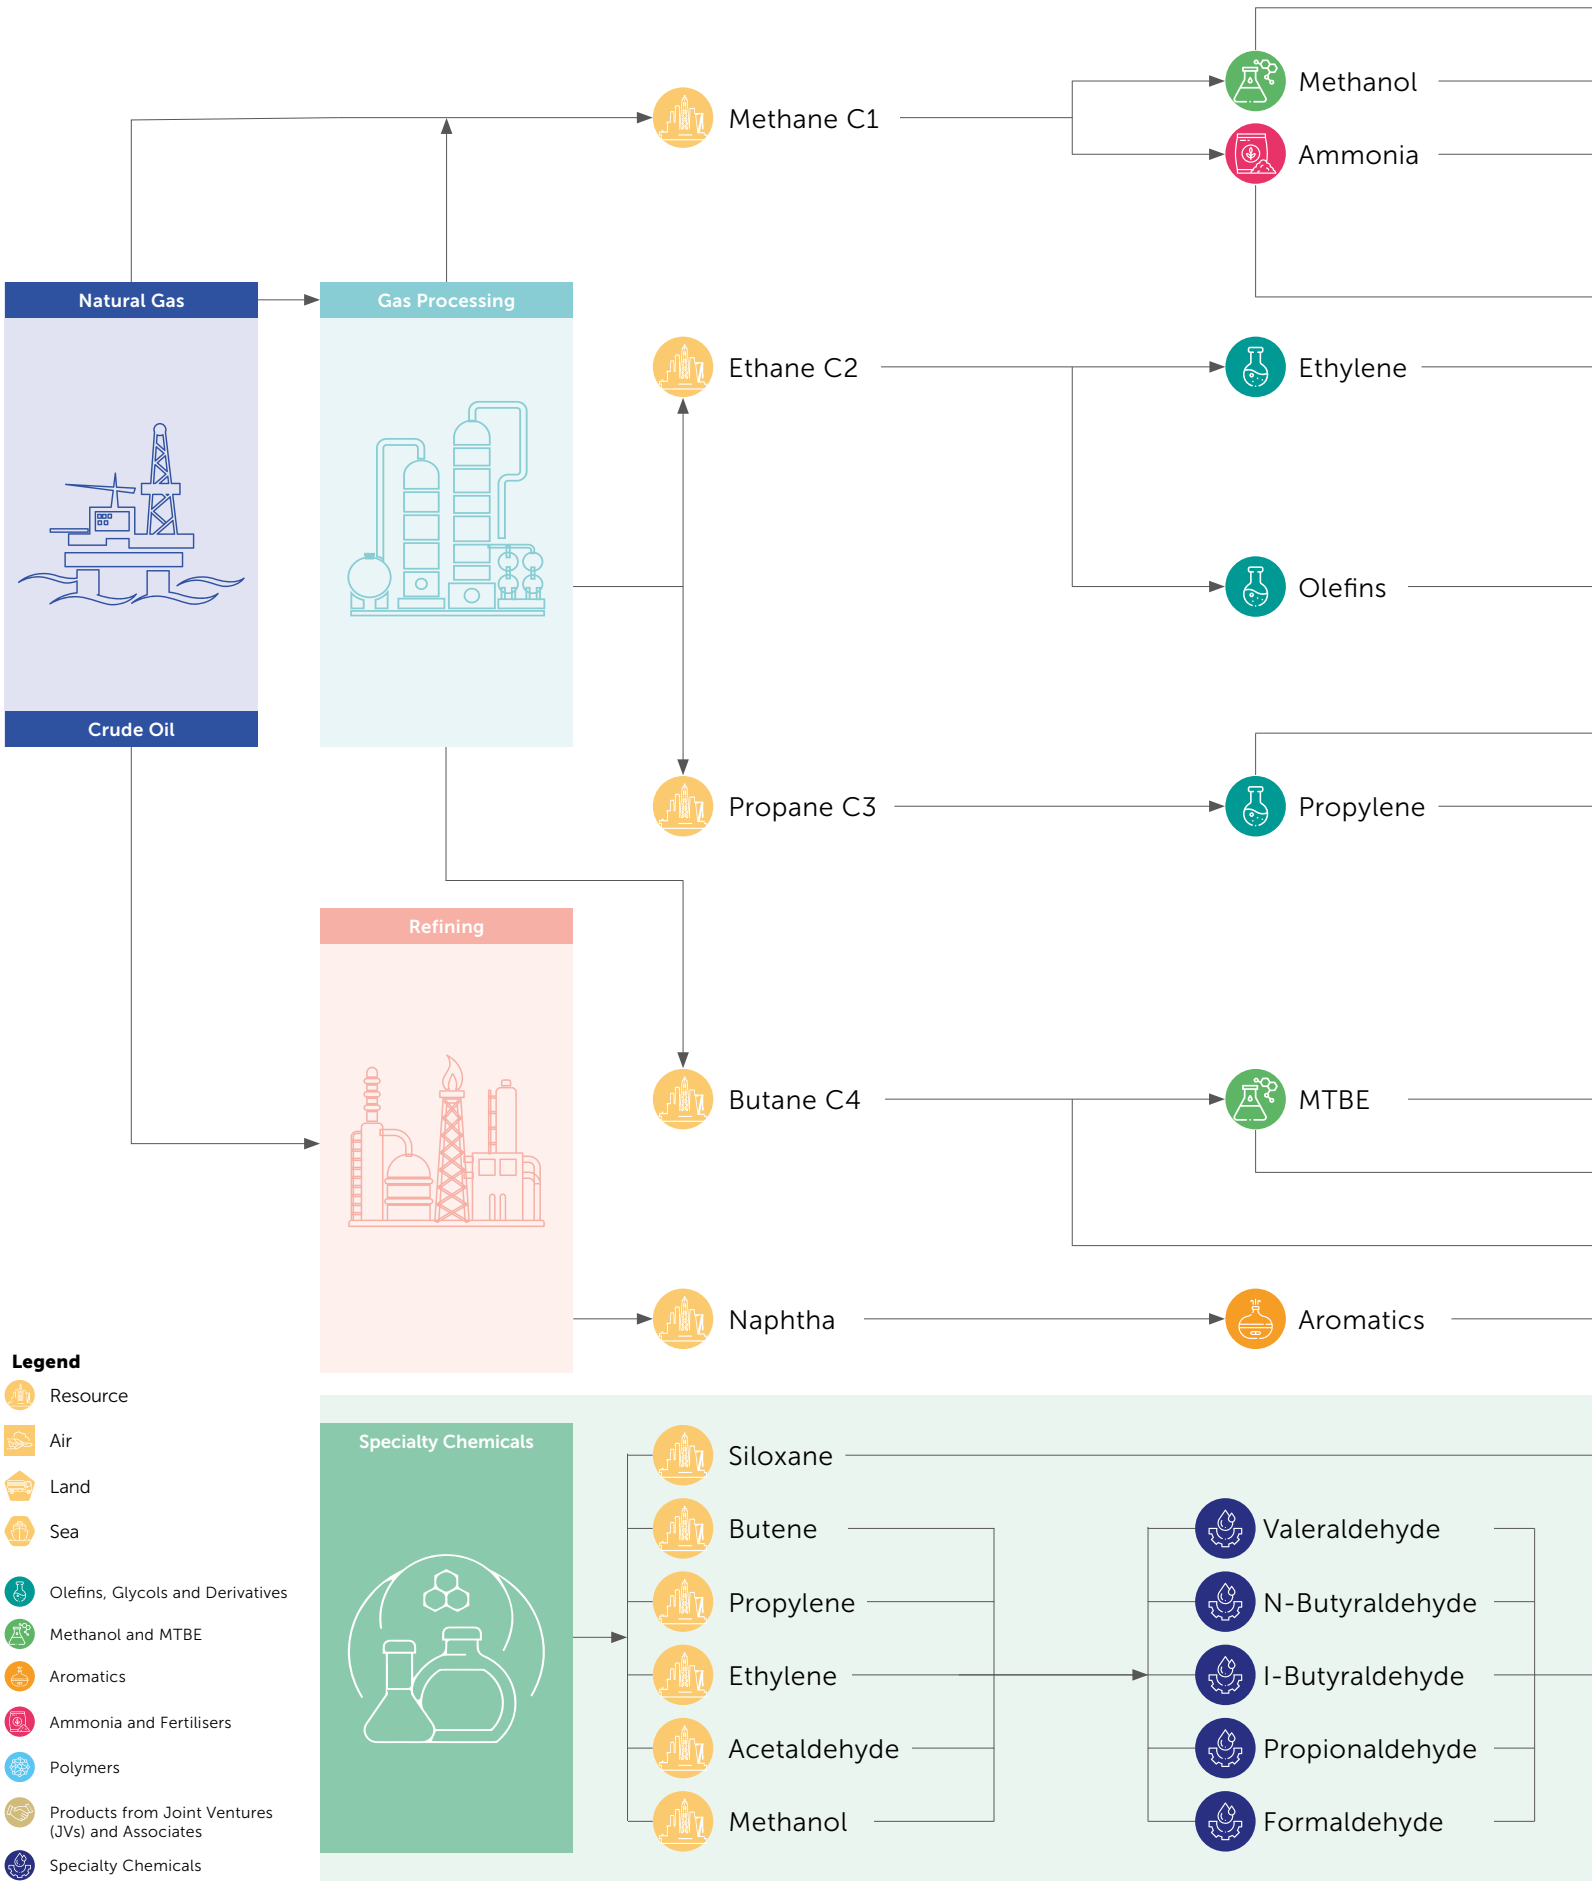 Methanol
Methane C1
Ammonia
Natural Gas
Gas Processing
Ethane C2
Ethylene
Olefins
Crude Oil
Propane C3
Propylene
Refining
Butane C4
MTBE
Naphtha
Aromatics
Legend
Resource
Air
Land
Sea
Olefins, Glycols and Derivatives
Methanol and MTBE
Aromatics
Ammonia and Fertilisers
Polymers
Products from Joint Ventures
(JVs) and Associates
Specialty Chemicals
Specialty Chemicals
Siloxane
Butene
Propylene
Ethylene
Acetaldehyde
Methanol
Valeraldehyde
N-Butyraldehyde
I-Butyraldehyde
Propionaldehyde
Formaldehyde